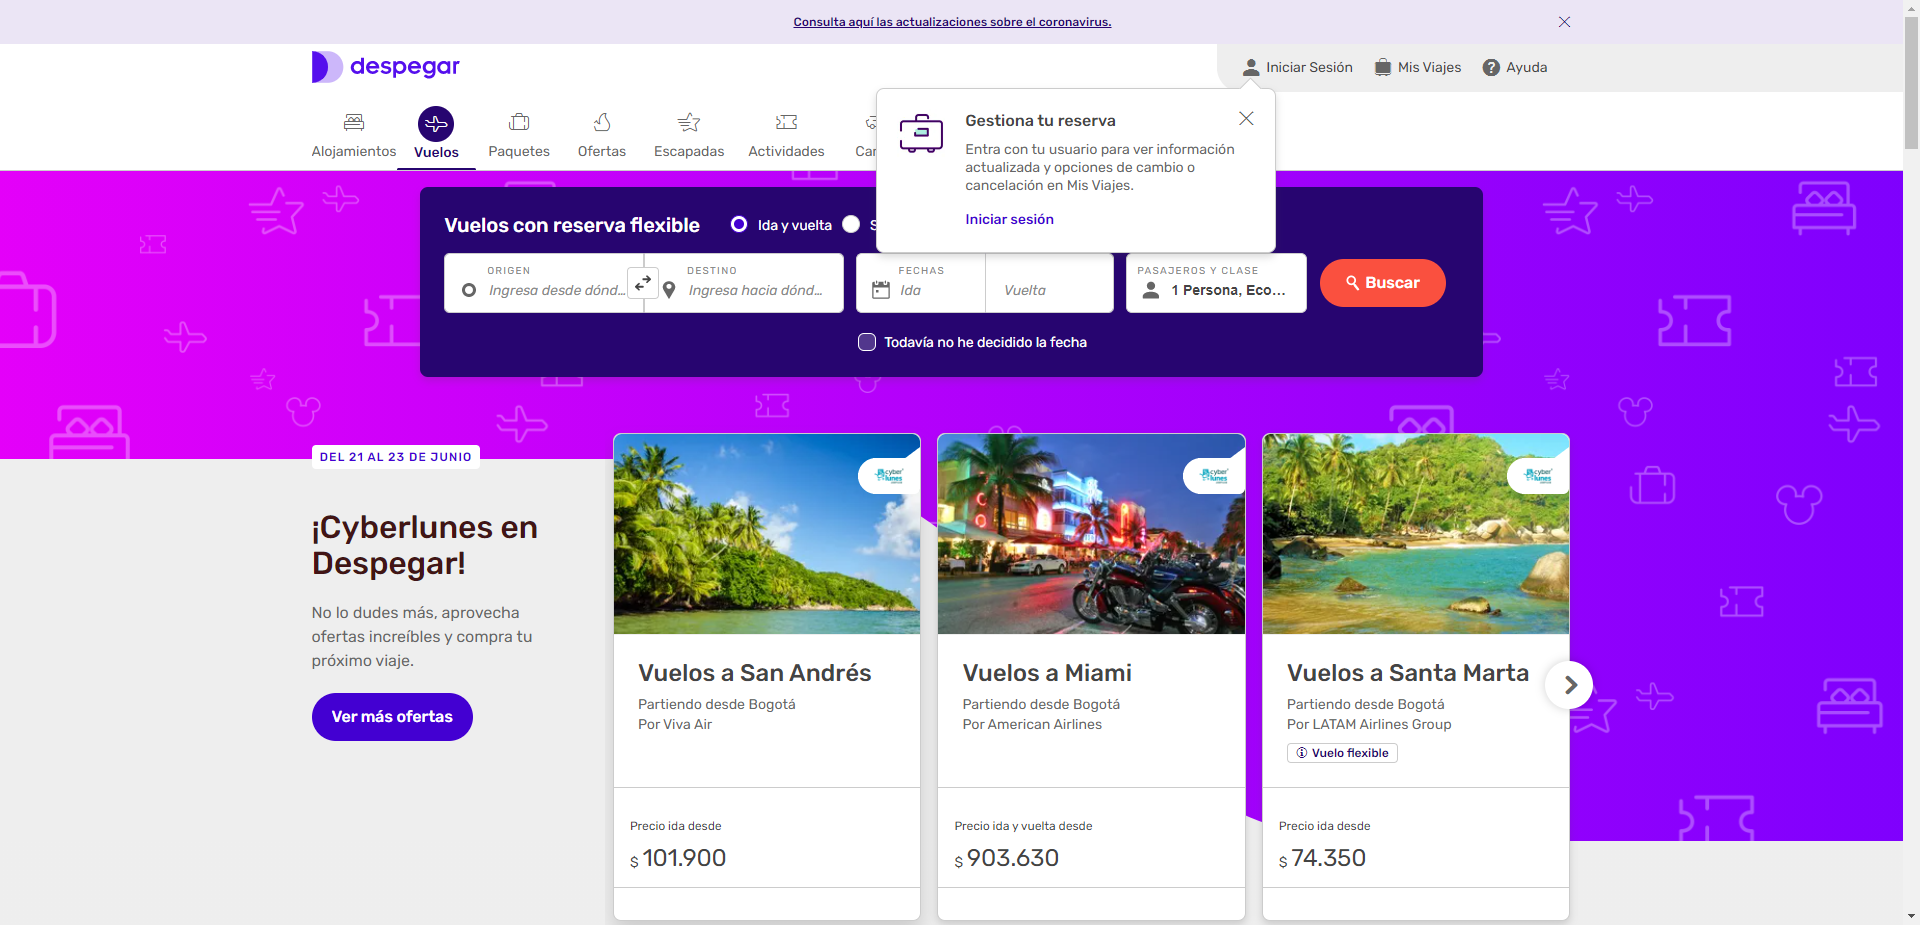 Consulta aquí las actualizaciones sobre el coronavirus.
despegar
Iniciar Sesión
Mis Viajes
Ayuda
Alojamientos
Vuelos
Paquetes
Ofertas
Escapadas
Actividades
Gestiona tu reserva
Entra con tu usuario para ver información
actualizada y opciones de cambio o
cancelación en Mis Viajes.
Iniciar sesión
Vuelos con reserva flexible
Ida y vuelta
ORIGEN
Ingresa desde dónd...
DESTINO
Ingresa hacia dónd...
FECHAS
Ida
Vuelta
PASAJEROS Y CLASE
1 Persona, Eco...
Buscar
Todavía no he decidido la fecha
DEL 21 AL 23 DE JUNIO
¡Cyberlunes en
Despegar!
No lo dudes más, aprovecha
ofertas increíbles y compra tu
próximo viaje.
Ver más ofertas
cyber
lunes
Vuelos a San Andrés
Partiendo desde Bogotá
Por Viva Air
Precio ida desde
$ 101.900
cyber
lunes
Vuelos a Miami
Partiendo desde Bogotá
Por American Airlines
Precio ida y vuelta desde
$ 903.630
cyber
lunes
Vuelos a Santa Marta
Partiendo desde Bogotá
Por LATAM Airlines Group
Vuelo flexible
Precio ida desde
$ 74.350